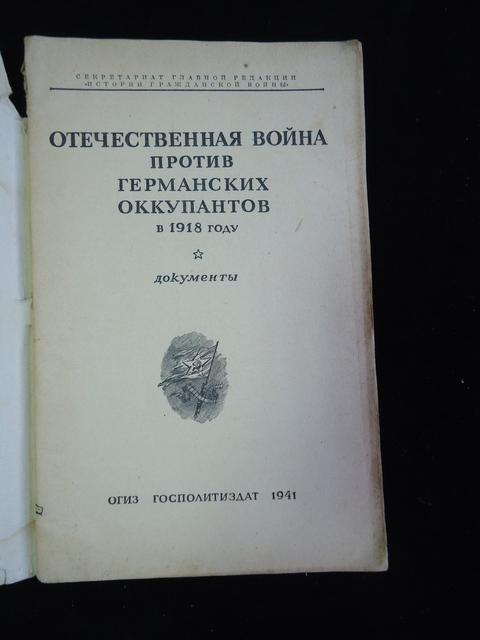 СЕКРЕТАРИАТ ГЛАВНОЙ РЕДАКЦИИ
«ИСТОРИИ ГРАЖДАНСКОЙ ВОЙНЫ»
ОТЕЧЕСТВЕННАЯ ВОЙНА
ПРОТИВ
ГЕРМАНСКИХ
ОККУПАНТОВ
В 1918 ГОДУ
документы
ОГИЗ ГОСПОЛИТИЗДАТ 1941